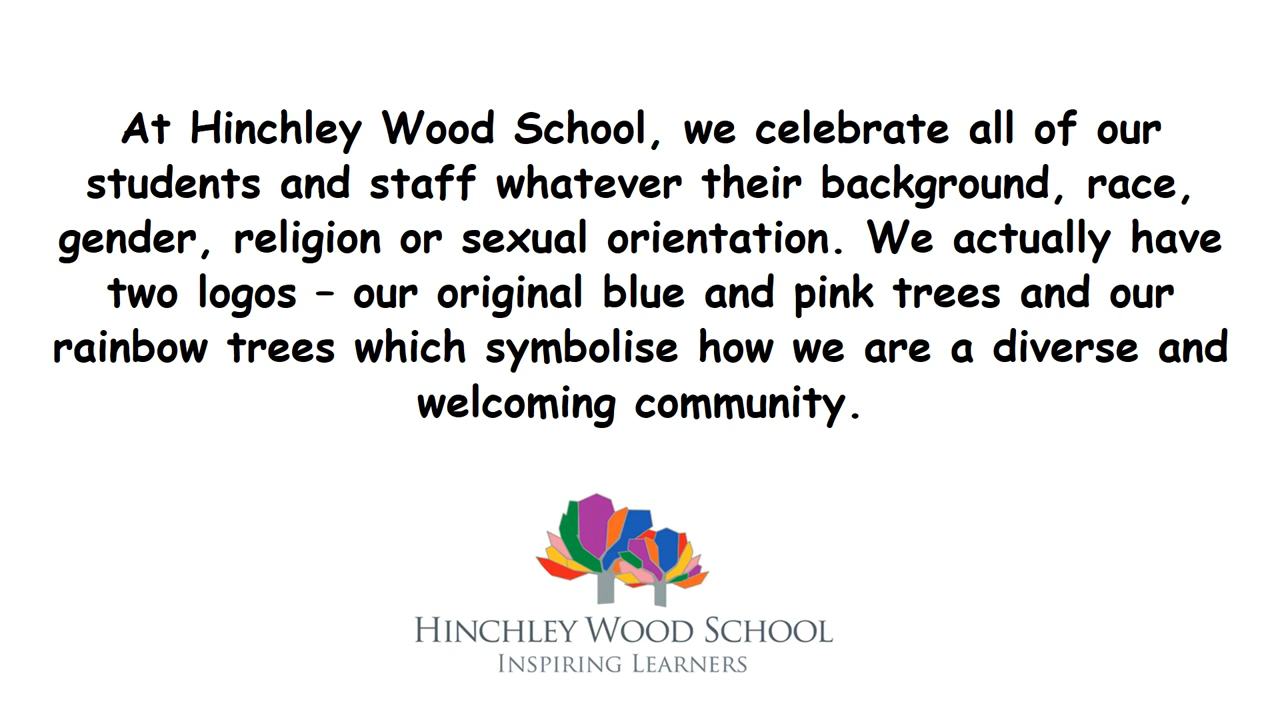 At Hinchley Wood School, we celebrate all of our
students and staff whatever their background, race,
gender, religion or sexual orientation. We actually have
two logos – our original blue and pink trees and our
rainbow trees which symbolise how we are a diverse and
welcoming community.
Hinchley Wood School
Inspiring Learners